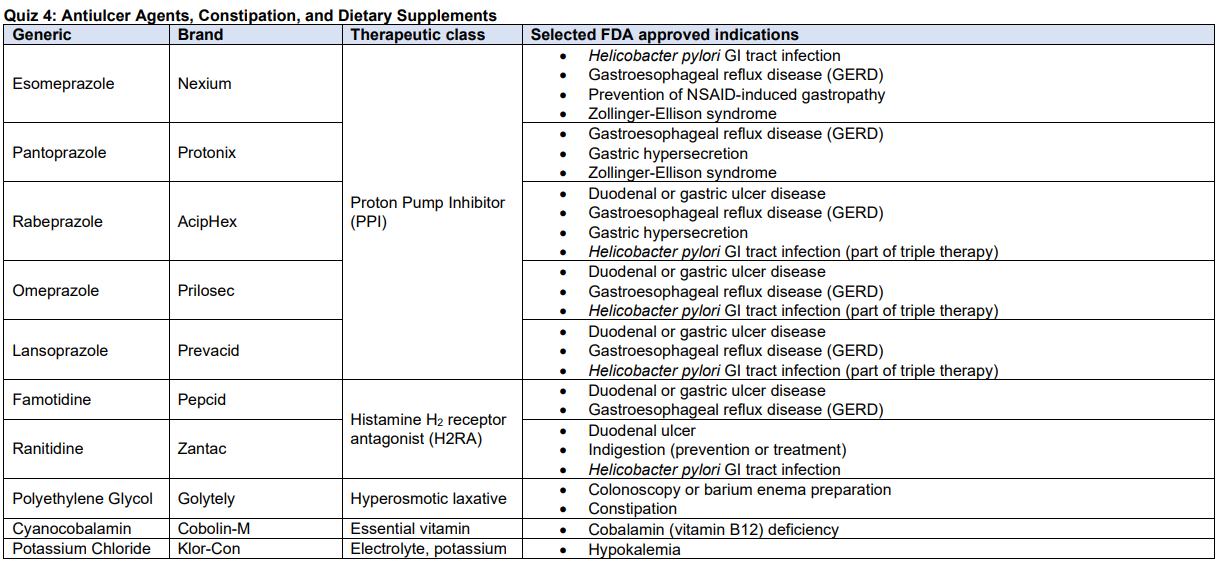 Quiz 4: Antiulcer Agents, Constipation, and Dietary Supplements
Generic Brand Therapeutic class Selected FDA approved indications
Esomeprazole Nexium
Proton Pump Inhibitor
(PPI)
• Helicobacter pylori GI tract infection
• Gastroesophageal reflux disease (GERD)
• Prevention of NSAID-induced gastropathy
• Zollinger-Ellison syndrome
Pantoprazole Protonix
• Gastroesophageal reflux disease (GERD)
• Gastric hypersecretion
• Zollinger-Ellison syndrome
Rabeprazole AcipHex
• Duodenal or gastric ulcer disease
• Gastroesophageal reflux disease (GERD)
• Gastric hypersecretion
• Helicobacter pylori GI tract infection (part of triple therapy)
Omeprazole Prilosec
• Duodenal or gastric ulcer disease
• Gastroesophageal reflux disease (GERD)
• Helicobacter pylori GI tract infection (part of triple therapy)
Lansoprazole Prevacid
• Duodenal or gastric ulcer disease
• Gastroesophageal reflux disease (GERD)
• Helicobacter pylori GI tract infection (part of triple therapy)
Famotidine Pepcid
Histamine H2 receptor
antagonist (H2RA)
• Duodenal or gastric ulcer disease
• Gastroesophageal reflux disease (GERD)
Ranitidine Zantac
• Duodenal ulcer
• Indigestion (prevention or treatment)
• Helicobacter pylori GI tract infection
Polyethylene Glycol Golytely Hyperosmotic laxative
• Colonoscopy or barium enema preparation
• Constipation
Cyanocobalamin Cobolin-M Essential vitamin • Cobalamin (vitamin B12) deficiency
Potassium Chloride Klor-Con Electrolyte, potassium • Hypokalemia